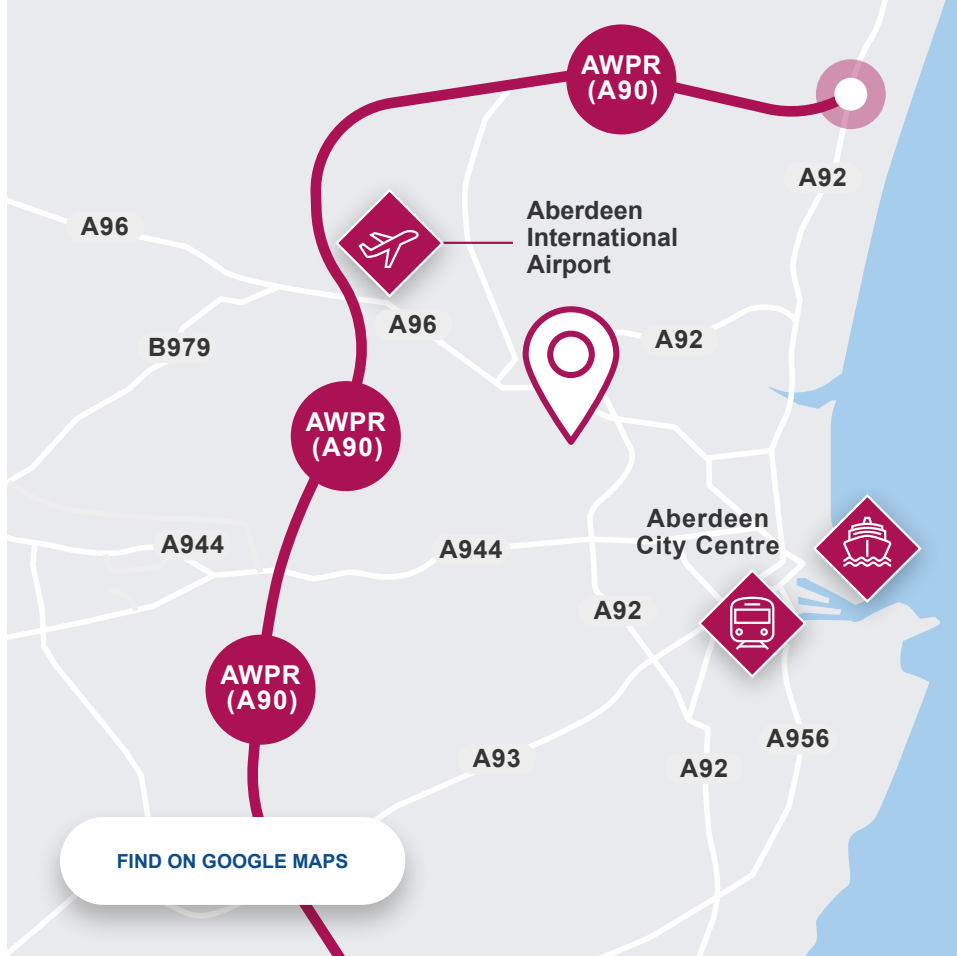 AWPR
(A90)
A92
A96
Aberdeen
International
Airport
A96
A92
B979
AWPR
(A90)
Aberdeen
City Centre
A944
A944
A92
AWPR
(A90)
A956
A93
A92
FIND ON GOOGLE MAPS